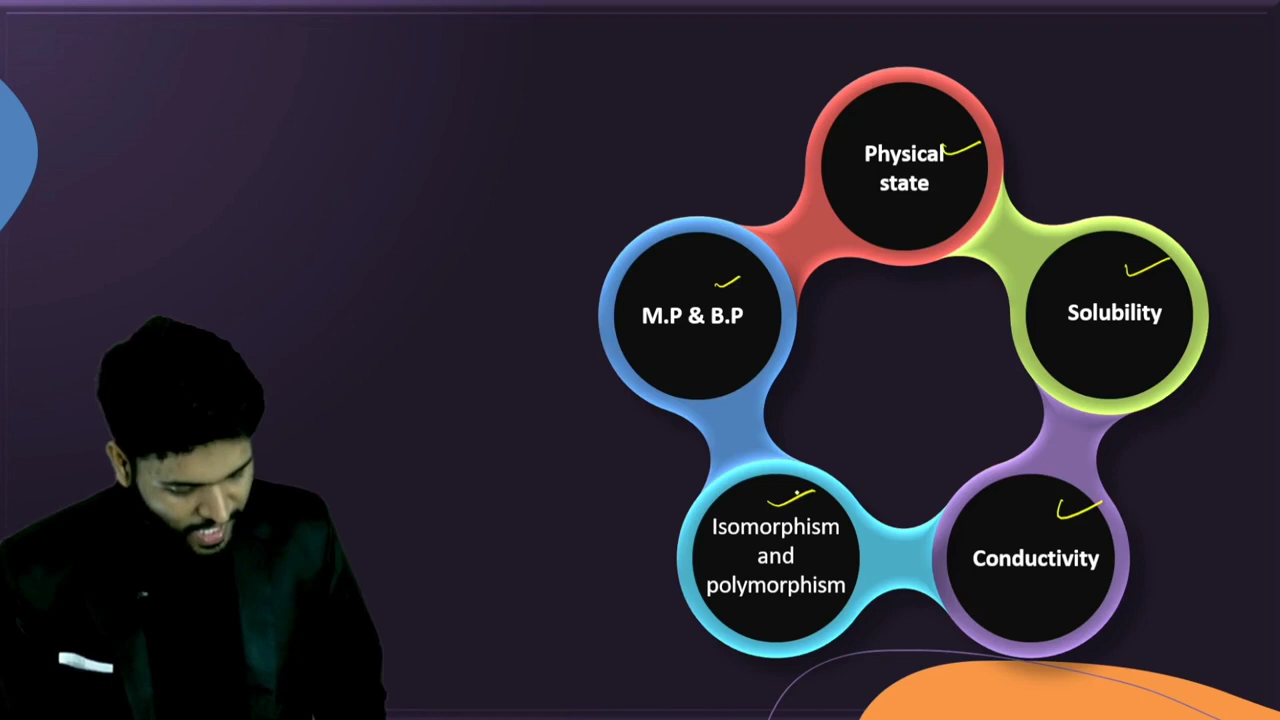 Physical
state
M.P & B.P
Solubility
Isomorphism
and
polymorphism
Conductivity